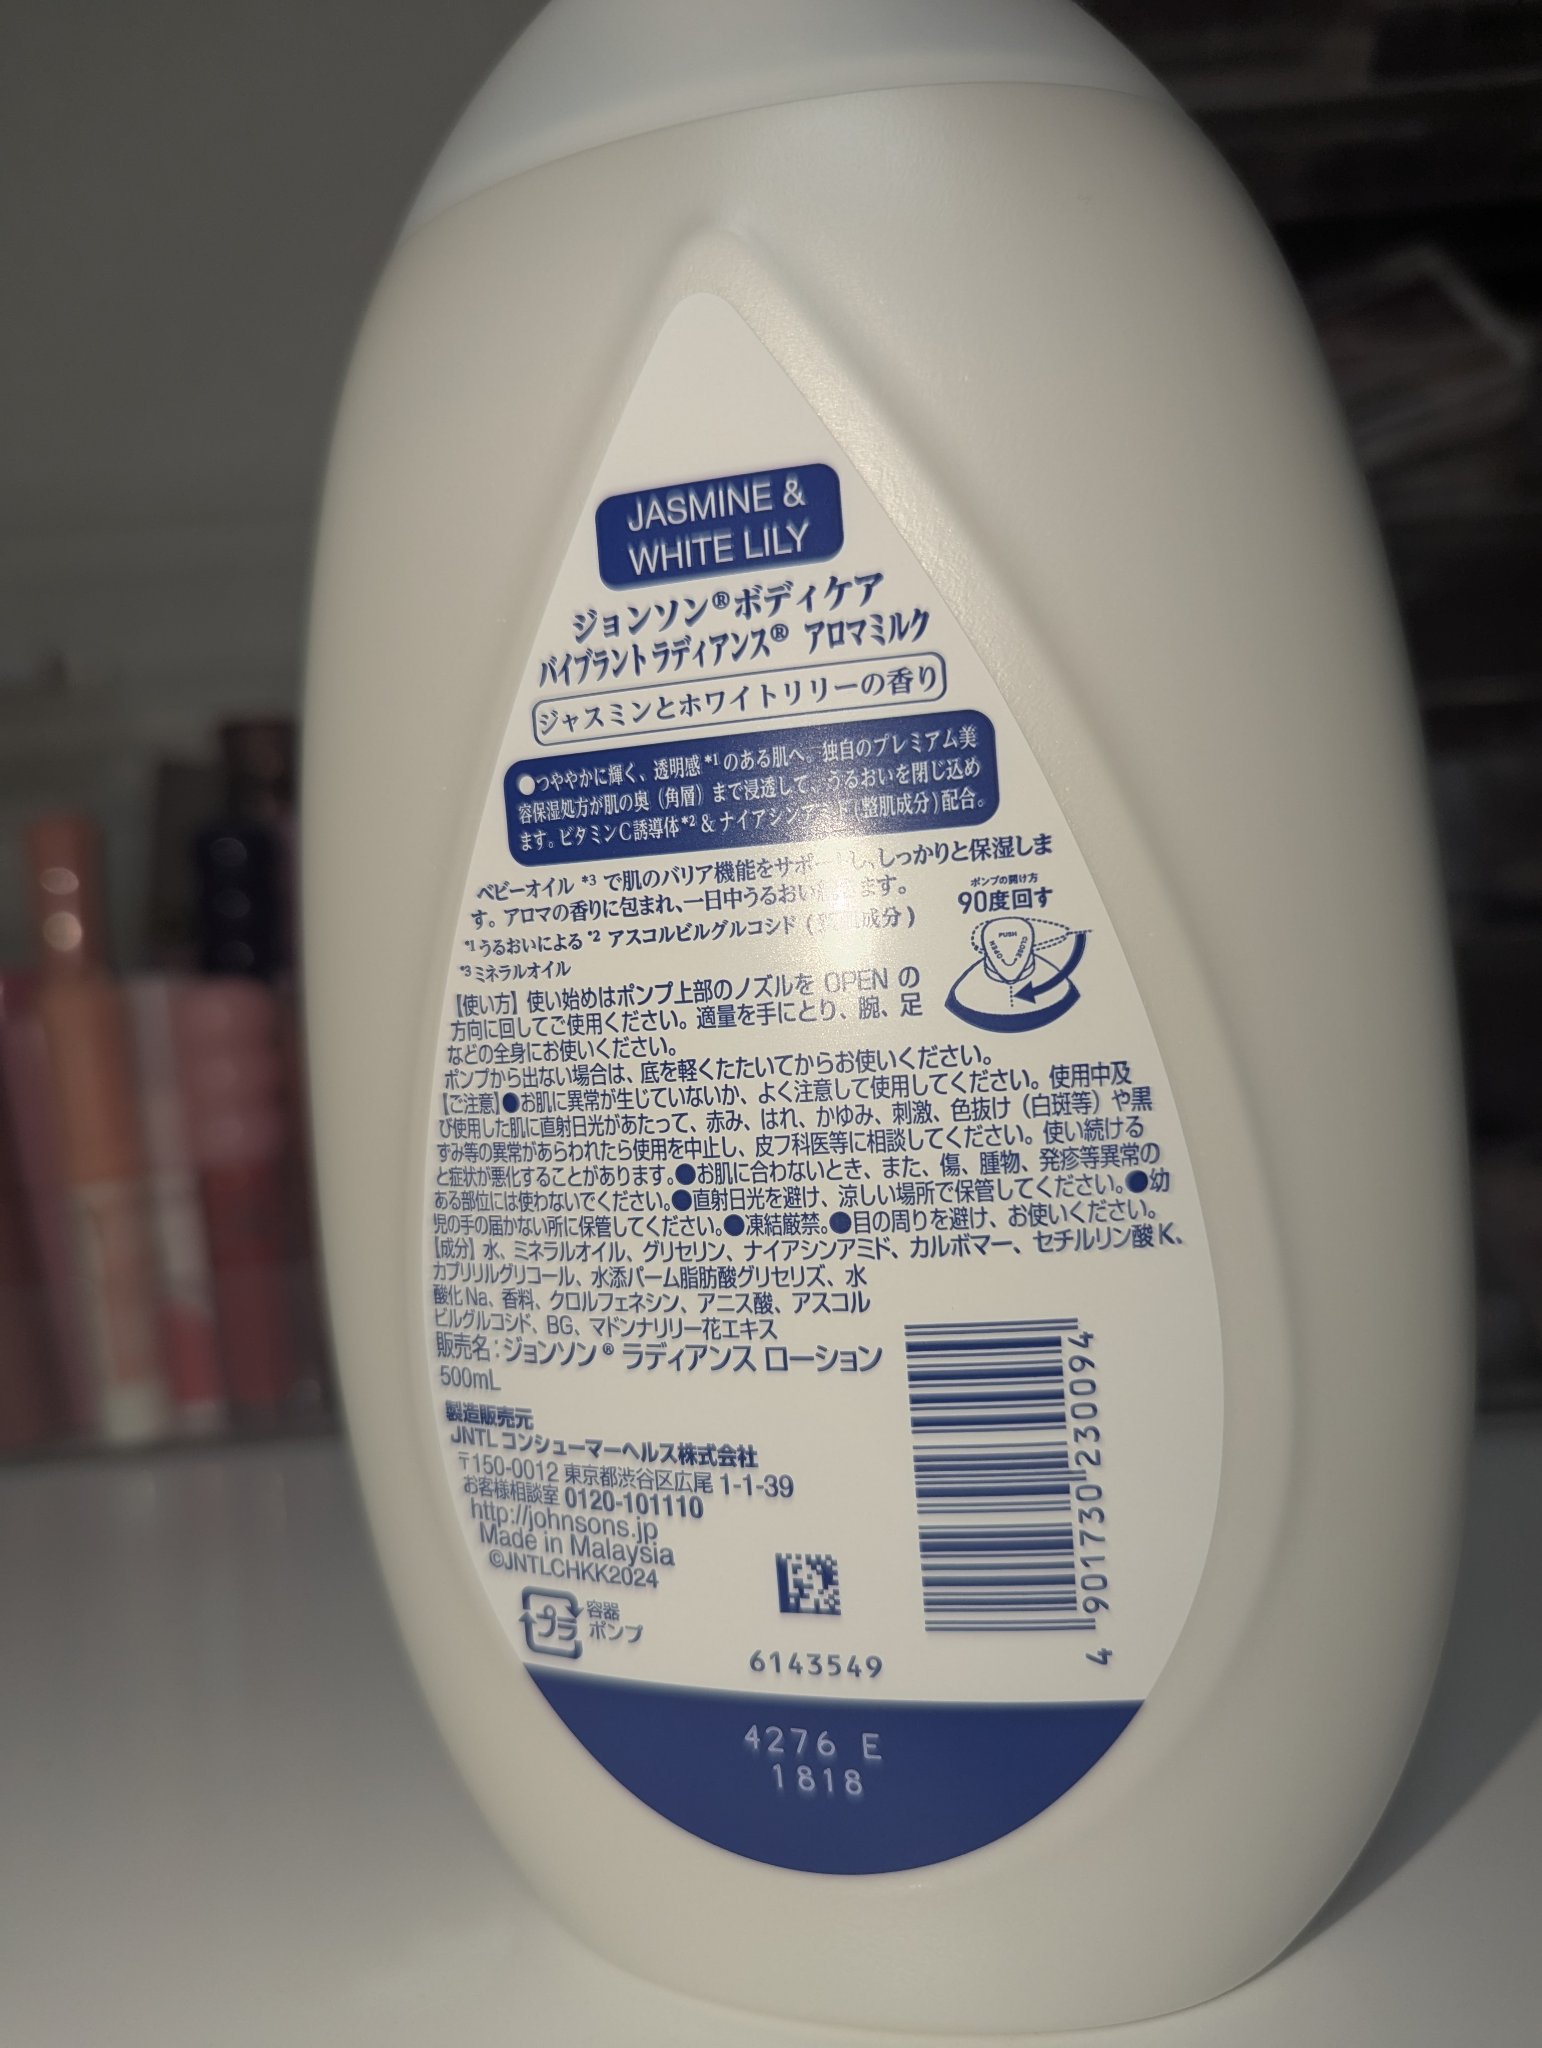 JASMINE &
WHITE LILY
ジョンソン®ボディケア
バイブラントラディアンス® アロマミルク
ジャスミンとホワイトリリーの香り
●つややかに輝く、透明感*1のある肌へ。独自のプレミアム美
容保湿処方が肌の奥（角層）まで浸透して、うるおいを閉じ込め
ます。ビタミンC誘導体*2 & ナイアシンアミド(整肌成分)配合。
ベビーオイル *3 で肌のバリア機能をサポートし、しっかりと保湿しま
す。アロマの香りに包まれ、一日中うるおい ます。
*1 うるおいによる *2 アスコルビルグルコシド ( 成分 )
*3 ミネラルオイル
ポンプの開け方
90度回す
PUSH
OPEN
CLOSE
【使い方】使い始めはポンプ上部のノズルを OPEN の
方向に回してご使用ください。適量を手にとり、腕、足
などの全身にお使いください。
ポンプから出ない場合は、底を軽くたたいてからお使いください。
【ご注意】●お肌に異常が生じていないか、よく注意して使用してください。使用中及
び使用した肌に直射日光があたって、赤み、はれ、かゆみ、刺激、色抜け（白斑等）や黒
ずみ等の異常があらわれたら使用を中止し、皮フ科医等に相談してください。使い続ける
と症状が悪化することがあります。●お肌に合わないとき、また、傷、腫物、発疹等異常の
ある部位には使わないでください。●直射日光を避け、涼しい場所で保管してください。●幼
児の手の届かない所に保管してください。●凍結厳禁。●目の周りを避け、お使いください。
【成分】水、ミネラルオイル、グリセリン、ナイアシンアミド、カルボマー、セチルリン酸K、
カプリリルグリコール、水添パーム脂肪酸グリセリズ、水
酸化Na、香料、クロルフェネシン、アニス酸、アスコル
ビルグルコシド、BG、マドンナリリー花エキス
販売名：ジョンソン® ラディアンス ローション
500mL
製造販売元
JNTL コンシューマーヘルス株式会社
〒150-0012 東京都渋谷区広尾 1-1-39
お客様相談室 0120-101110
http://johnsons.jp
Made in Malaysia
©JNTLCHKK2024
プラ
容器
ポンプ
6143549
4 901730 230094
4276 E
1818